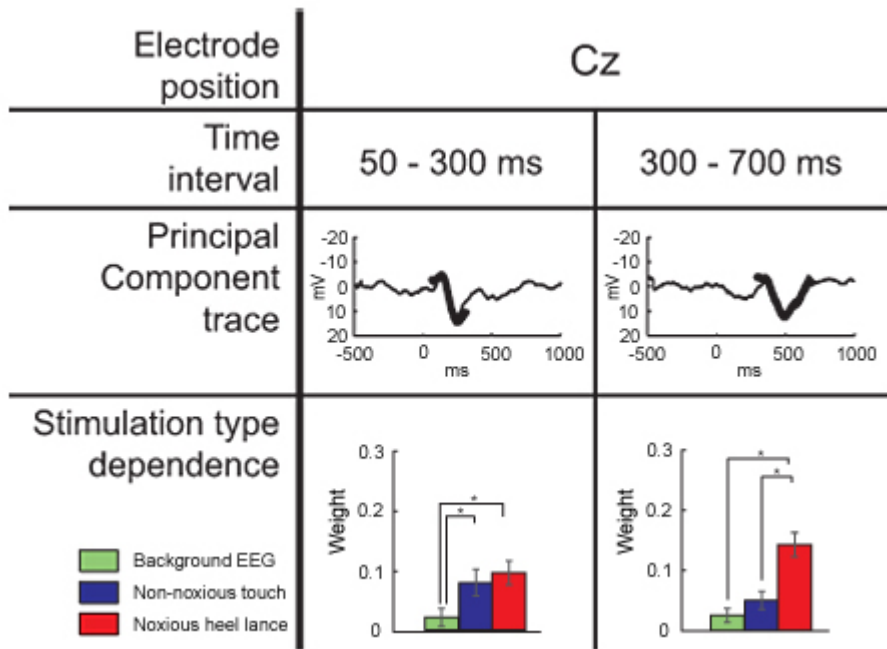 Electrode
position
Cz
Time
interval
50 - 300 ms
300 - 700 ms
Principal
Component
trace
-20
-10
0
10
20
mV
-500
0
500
1000
ms
-20
-10
0
10
20
mV
-500
0
500
1000
ms
Stimulation type
dependence
Background EEG
Non-noxious touch
Noxious heel lance
0.3
0.2
0.1
0
Weight
*
*
0.3
0.2
0.1
0
Weight
*
*